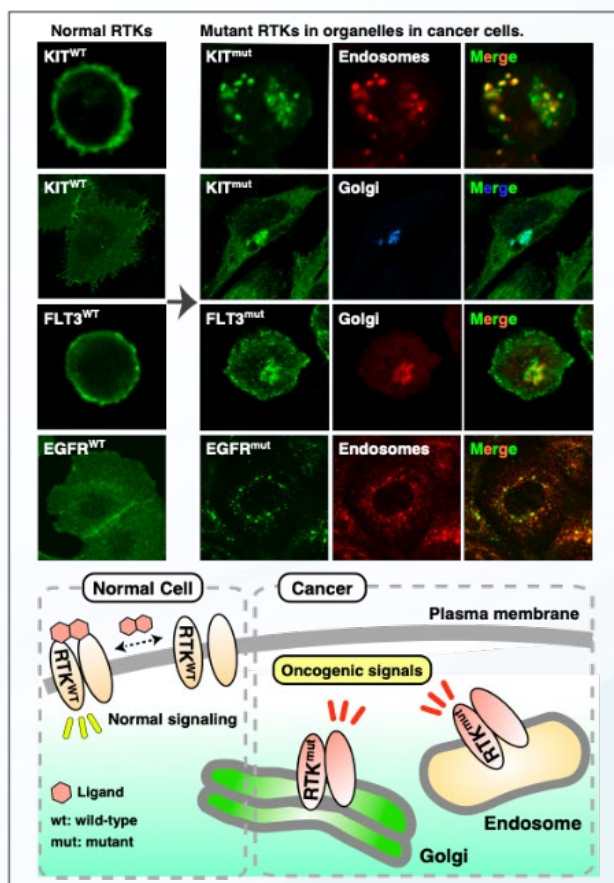 Normal RTKs
Mutant RTKs in organelles in cancer cells.
KITWT
KITmut
Endosomes
Merge
KITWT
KITmut
Golgi
Merge
FLT3WT
FLT3mut
Golgi
Merge
EGFRWT
EGFRmut
Endosomes
Merge
Normal Cell
Cancer
Plasma membrane
RTKWT
RTKWT
Oncogenic signals
Normal signaling
RTKmut
RTKmut
Ligand
wt: wild-type
mut: mutant
Endosome
Golgi